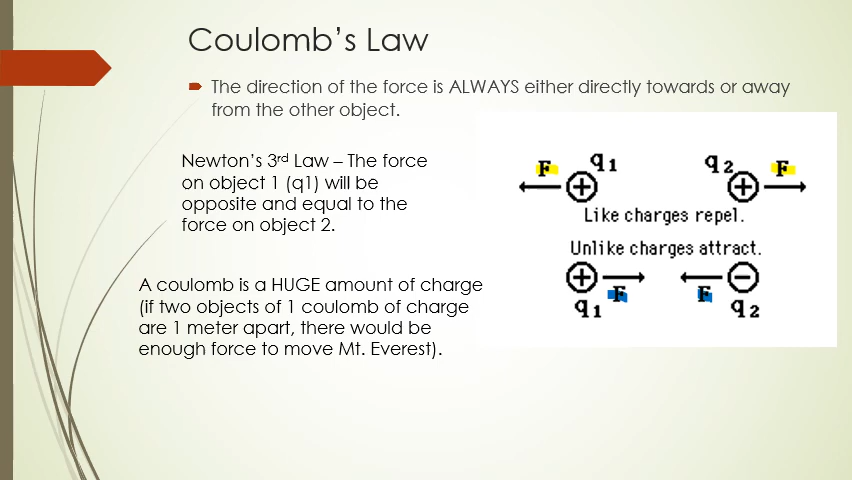 Coulomb's Law
The direction of the force is ALWAYS either directly towards or away
from the other object.
Newton's 3rd Law – The force
on object 1 (q1) will be
opposite and equal to the
force on object 2.
A coulomb is a HUGE amount of charge
(if two objects of 1 coulomb of charge
are 1 meter apart, there would be
enough force to move Mt. Everest).
F q1 q2 F
+ +
Like charges repel.
Unlike charges attract.
+ −
F F
q1 q2